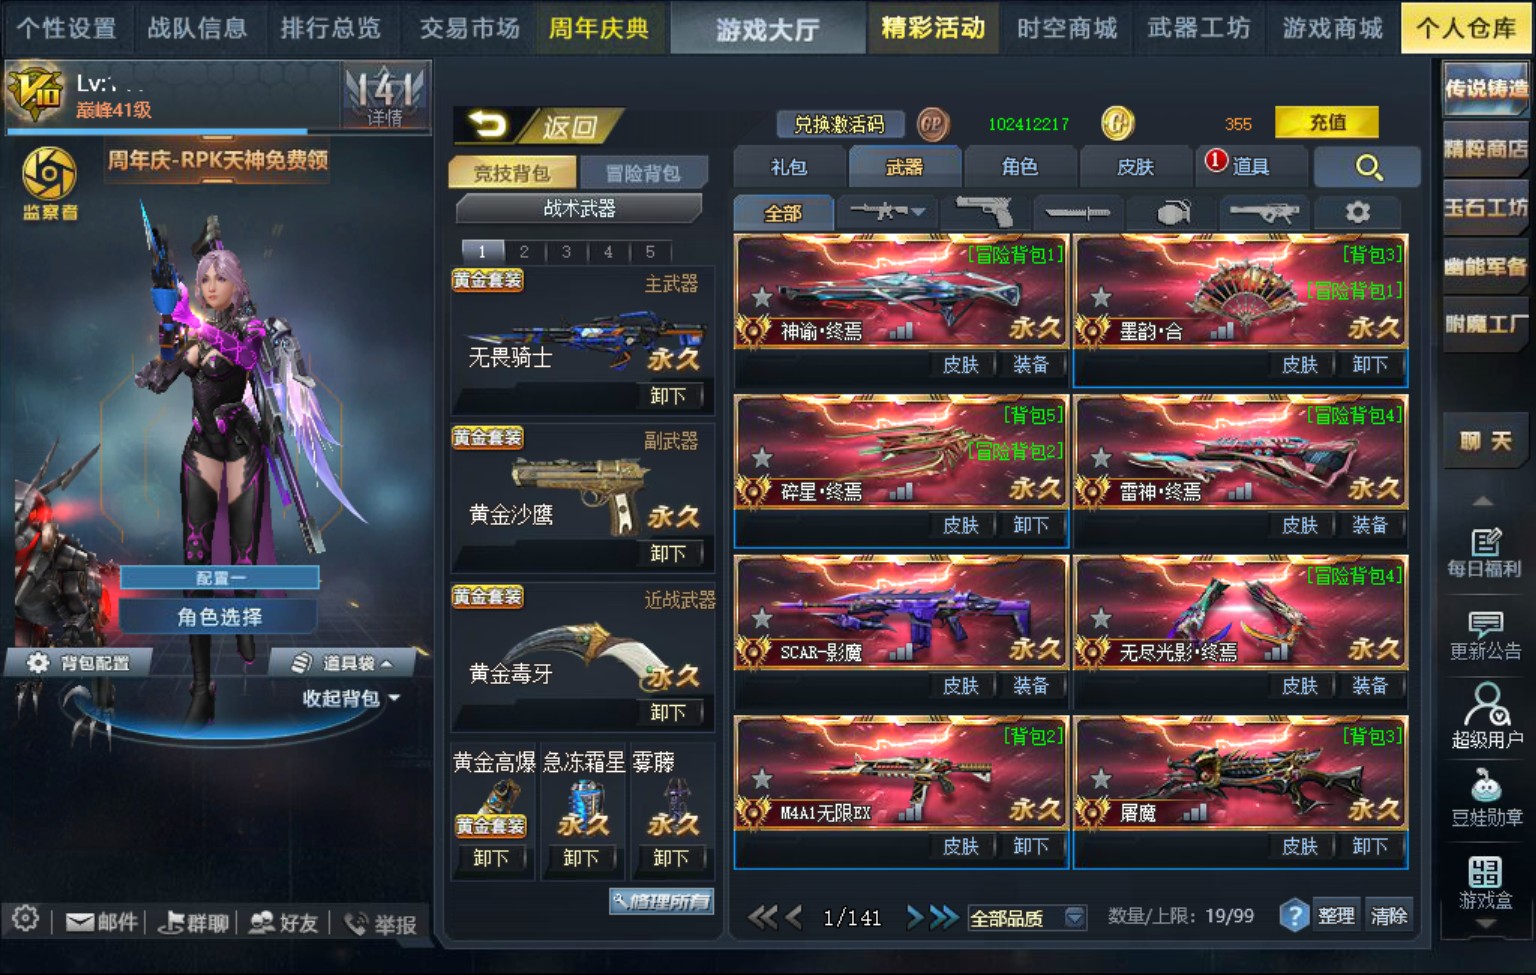 个性设置 战队信息 排行总览 交易市场 周年庆典 游戏大厅 精彩活动 时空商城 武器工坊 游戏商城 个人仓库
V10 Lv:
巅峰41级
141
详情
周年庆-RPK天神免费领
监察者
配置一
角色选择
背包配置 道具袋
收起背包
邮件 群聊 好友 举报
返回
竞技背包 冒险背包
战术武器
1 2 3 4 5
黄金套装 主武器
无畏骑士 永久
卸下
黄金套装 副武器
黄金沙鹰 永久
卸下
黄金套装 近战武器
黄金毒牙 永久
卸下
黄金高爆 急冻霜星 雾藤
黄金套装 永久 永久
卸下 卸下 卸下
修理所有
兑换激活码 GP 102412217 G 355 充值
礼包 武器 角色 皮肤 1 道具
全部
[冒险背包1]
神谕·终焉 永久
皮肤 装备
[背包3]
[冒险背包1]
墨韵·合 永久
皮肤 卸下
[背包5]
[冒险背包2]
碎星·终焉 永久
皮肤 卸下
[冒险背包4]
雷神·终焉 永久
皮肤 装备
SCAR-影魔 永久
皮肤 装备
[冒险背包4]
无尽光影·终焉 永久
皮肤 装备
[背包2]
M4A1无限EX 永久
皮肤 卸下
[背包3]
屠魔 永久
皮肤 卸下
1/141 全部品质 数量/上限: 19/99 ? 整理 清除
传说铸造
精粹商店
玉石工坊
幽能军备
附魔工厂
聊天
每日福利
更新公告
超级用户
豆娃勋章
4399
游戏盒